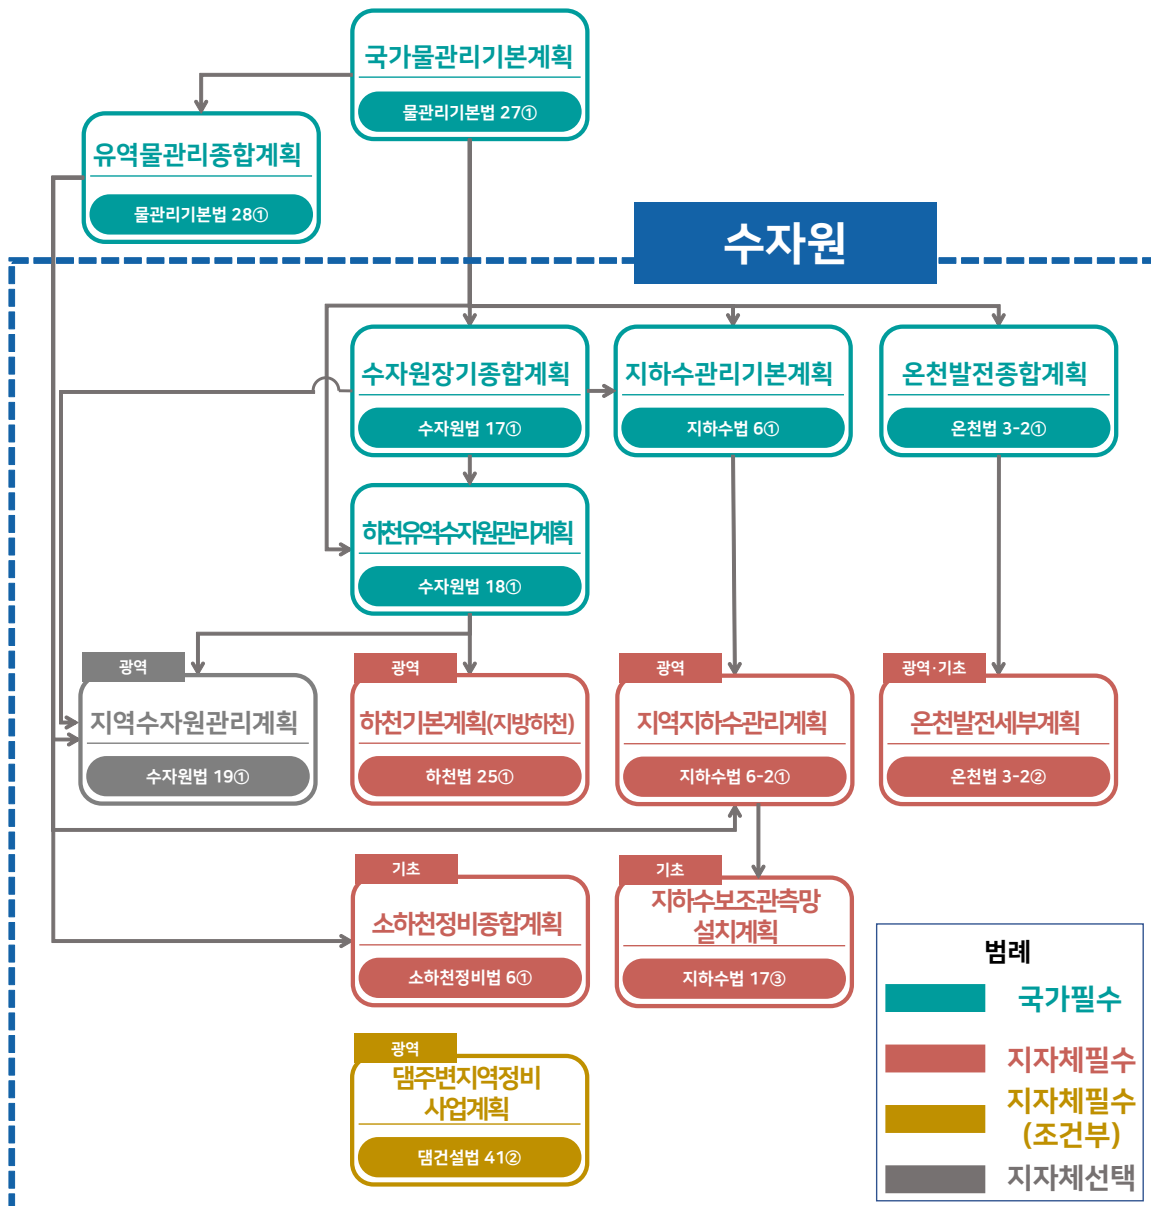 국가물관리기본계획
물관리기본법 27①
유역물관리종합계획
물관리기본법 28①
수자원
수자원장기종합계획
수자원법 17①
지하수관리기본계획
지하수법 6①
온천발전종합계획
온천법 3-2①
하천유역수자원관리계획
수자원법 18①
광역
지역수자원관리계획
수자원법 19①
광역
하천기본계획(지방하천)
하천법 25①
광역
지역지하수관리계획
지하수법 6-2①
광역·기초
온천발전세부계획
온천법 3-2②
기초
소하천정비종합계획
소하천정비법 6①
기초
지하수보조관측망
설치계획
지하수법 17③
광역
댐주변지역정비
사업계획
댐건설법 41②
범례
국가필수
지자체필수
지자체필수
(조건부)
지자체선택